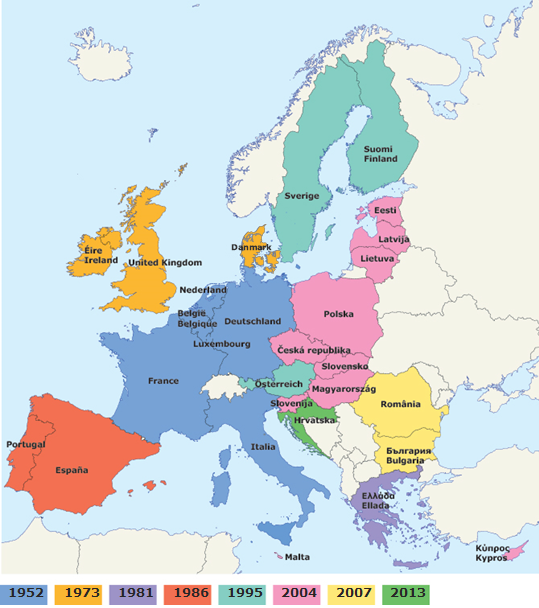 Suomi
Finland
Sverige
Eesti
Latvija
Lietuva
Danmark
Éire
Ireland
United Kingdom
Nederland
België
Belgique
Deutschland
Polska
Luxembourg
Česká republika
Slovensko
France
Österreich
Magyarország
Slovenija
România
Hrvatska
Portugal
España
Italia
България
Bulgaria
Ελλάδα
Ellada
Κύπρος
Kypros
Malta
1952 1973 1981 1986 1995 2004 2007 2013